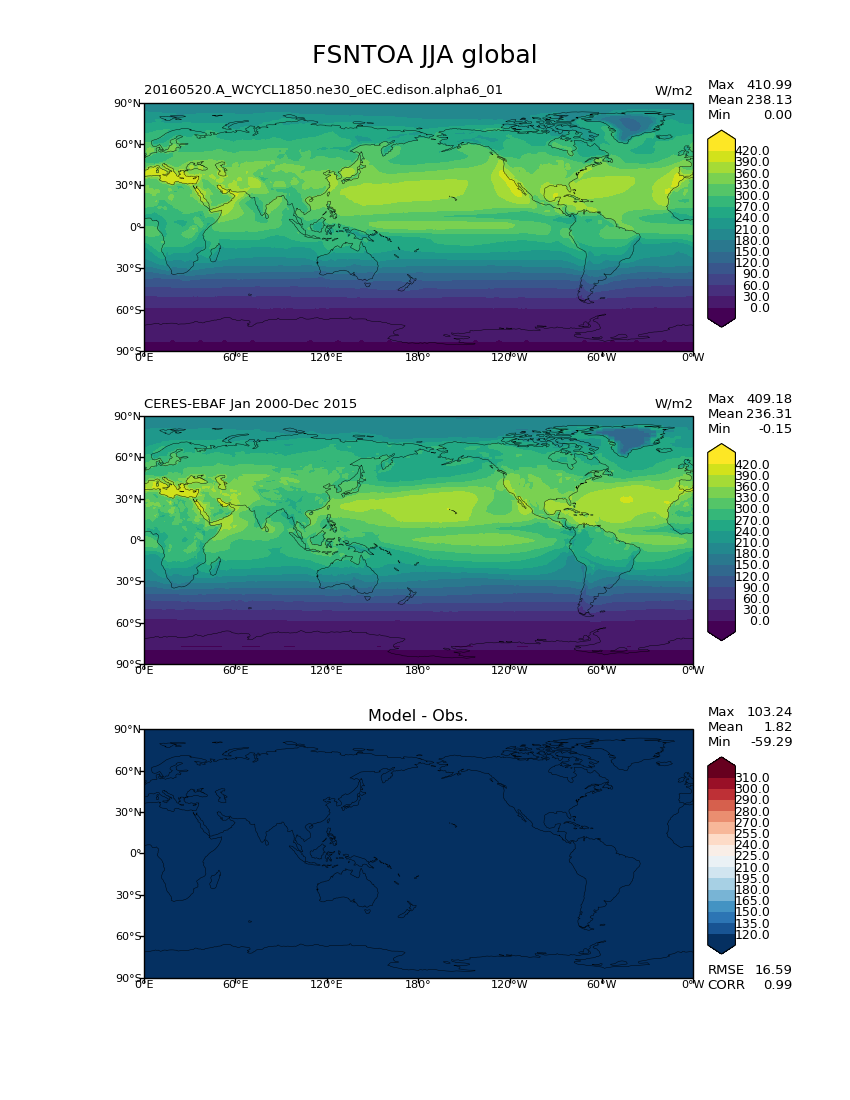 FSNTOA JJA global
20160520.A_WCYCL1850.ne30_oEC.edison.alpha6_01 W/m2
Max 410.99
Mean 238.13
Min 0.00
90°N
60°N
30°N
0°
30°S
60°S
90°S
0°E 60°E 120°E 180° 120°W 60°W 0°W
420.0
390.0
360.0
330.0
300.0
270.0
240.0
210.0
180.0
150.0
120.0
90.0
60.0
30.0
0.0
CERES-EBAF Jan 2000-Dec 2015 W/m2
Max 409.18
Mean 236.31
Min -0.15
90°N
60°N
30°N
0°
30°S
60°S
90°S
0°E 60°E 120°E 180° 120°W 60°W 0°W
420.0
390.0
360.0
330.0
300.0
270.0
240.0
210.0
180.0
150.0
120.0
90.0
60.0
30.0
0.0
Model - Obs.
Max 103.24
Mean 1.82
Min -59.29
90°N
60°N
30°N
0°
30°S
60°S
90°S
0°E 60°E 120°E 180° 120°W 60°W 0°W
310.0
300.0
290.0
280.0
270.0
255.0
240.0
225.0
210.0
195.0
180.0
165.0
150.0
135.0
120.0
RMSE 16.59
CORR 0.99